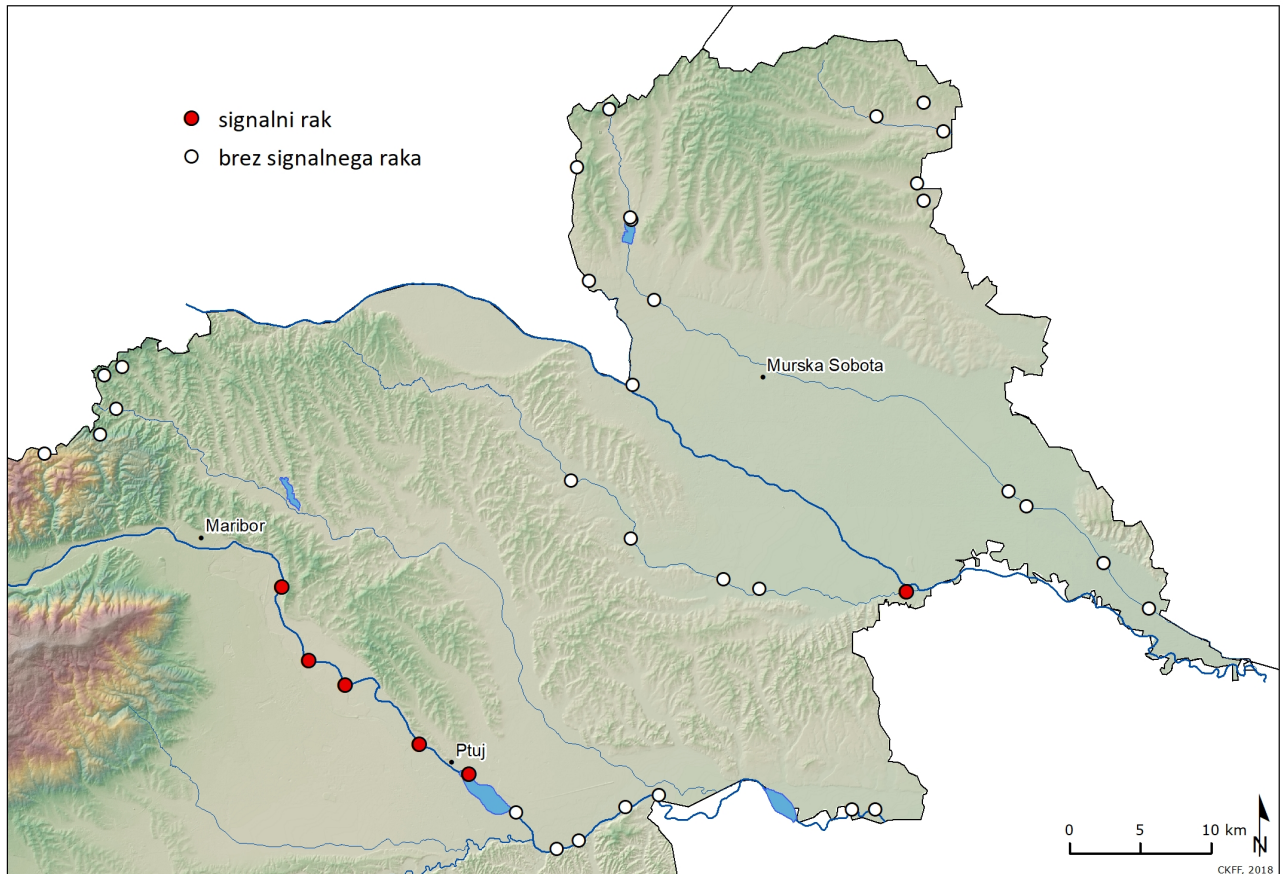 signalni rak
brez signalnega raka
Murska Sobota
Maribor
Ptuj
0 5 10 km
N
CKFF, 2018